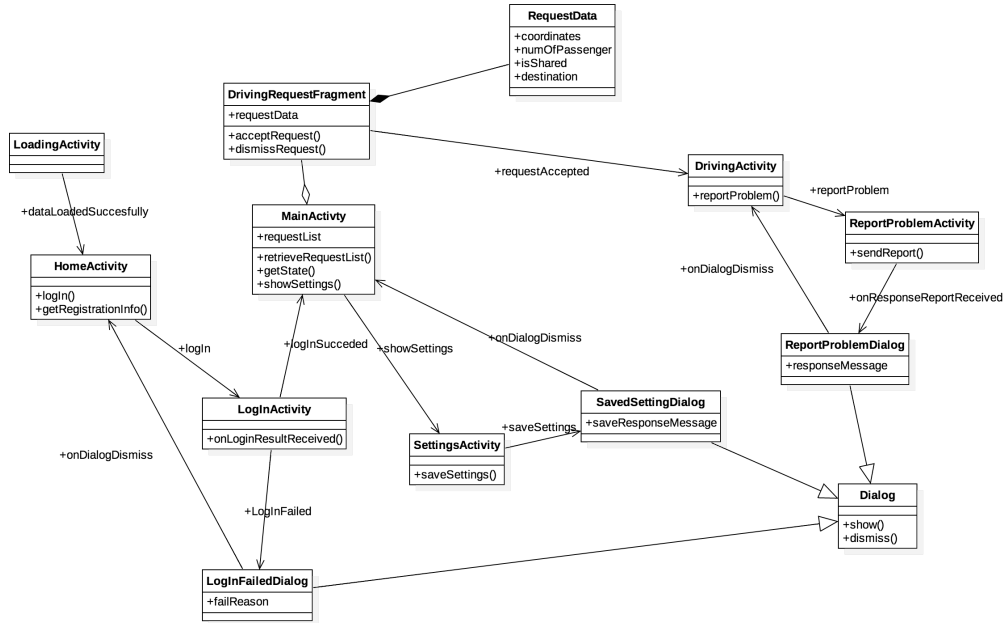 RequestData
+coordinates
+numOfPassenger
+isShared
+destination
DrivingRequestFragment
+requestData
+acceptRequest()
+dismissRequest()
LoadingActivity
+dataLoadedSuccesfully
+requestAccepted
DrivingActivity
+reportProblem()
+reportProblem
ReportProblemActivity
+sendReport()
MainActivty
+requestList
+retrieveRequestList()
+getState()
+showSettings()
HomeActivity
+logIn()
+getRegistrationInfo()
+onDialogDismiss
+onResponseReportReceived
+logIn
+logInSucceded
+showSettings
+onDialogDismiss
ReportProblemDialog
+responseMessage
LogInActivity
+onLoginResultReceived()
SavedSettingDialog
+saveResponseMessage
+saveSettings
SettingsActivity
+saveSettings()
+onDialogDismiss
+LogInFailed
Dialog
+show()
+dismiss()
LogInFailedDialog
+failReason